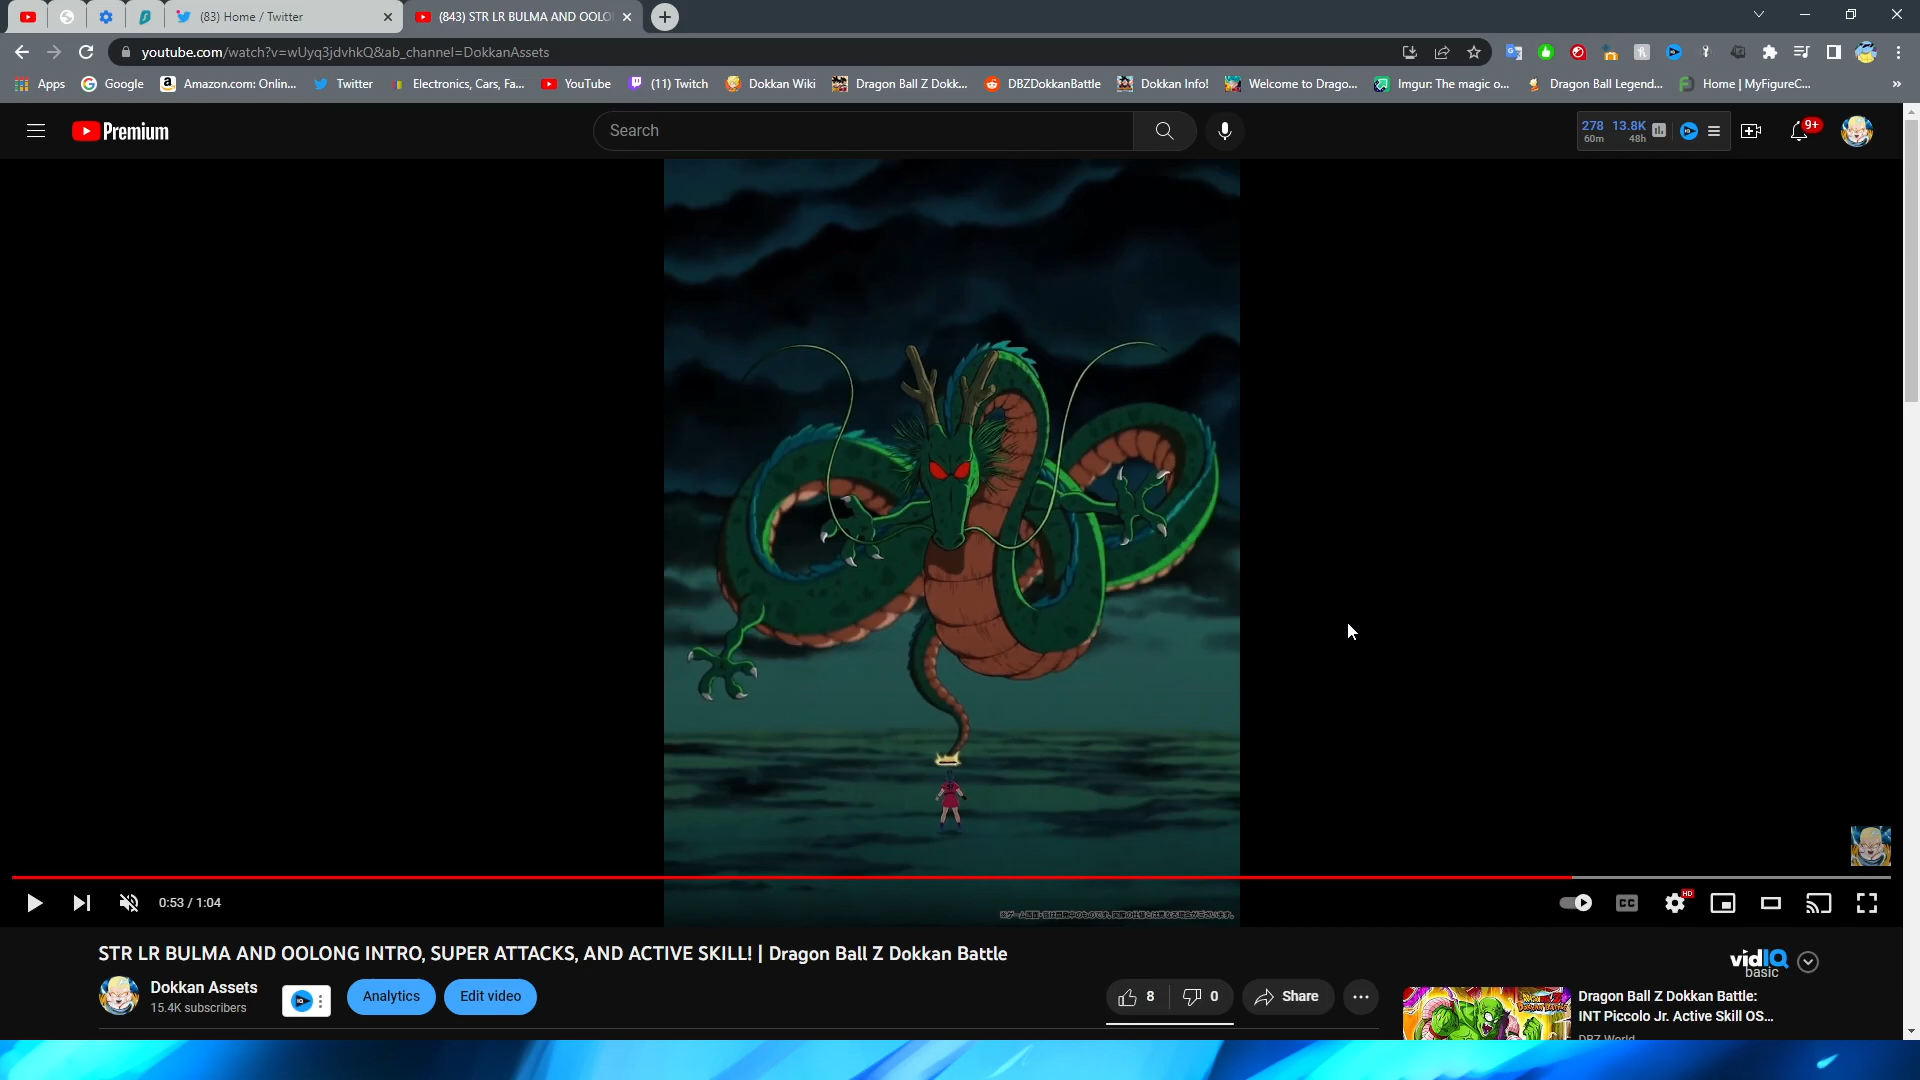 (83) Home / Twitter
(843) STR LR BULMA AND OOLO
youtube.com/watch?v=wUyq3jdvhkQ&ab_channel=DokkanAssets
Apps
Google
Amazon.com: Onlin...
Twitter
Electronics, Cars, Fa...
YouTube
(11) Twitch
Dokkan Wiki
Dragon Ball Z Dokk...
DBZDokkanBattle
Dokkan Info!
Welcome to Drago...
Imgur: The magic o...
Dragon Ball Legend...
Home | MyFigureC...
»
Premium
Search
278 13.8K
60m 48h
9+
0:53 / 1:04
CC
HD
STR LR BULMA AND OOLONG INTRO, SUPER ATTACKS, AND ACTIVE SKILL! | Dragon Ball Z Dokkan Battle
Dokkan Assets
15.4K subscribers
Analytics
Edit video
8
0
Share
vidIQ
basic
Dragon Ball Z Dokkan Battle:
INT Piccolo Jr. Active Skill OS...
DBZ World